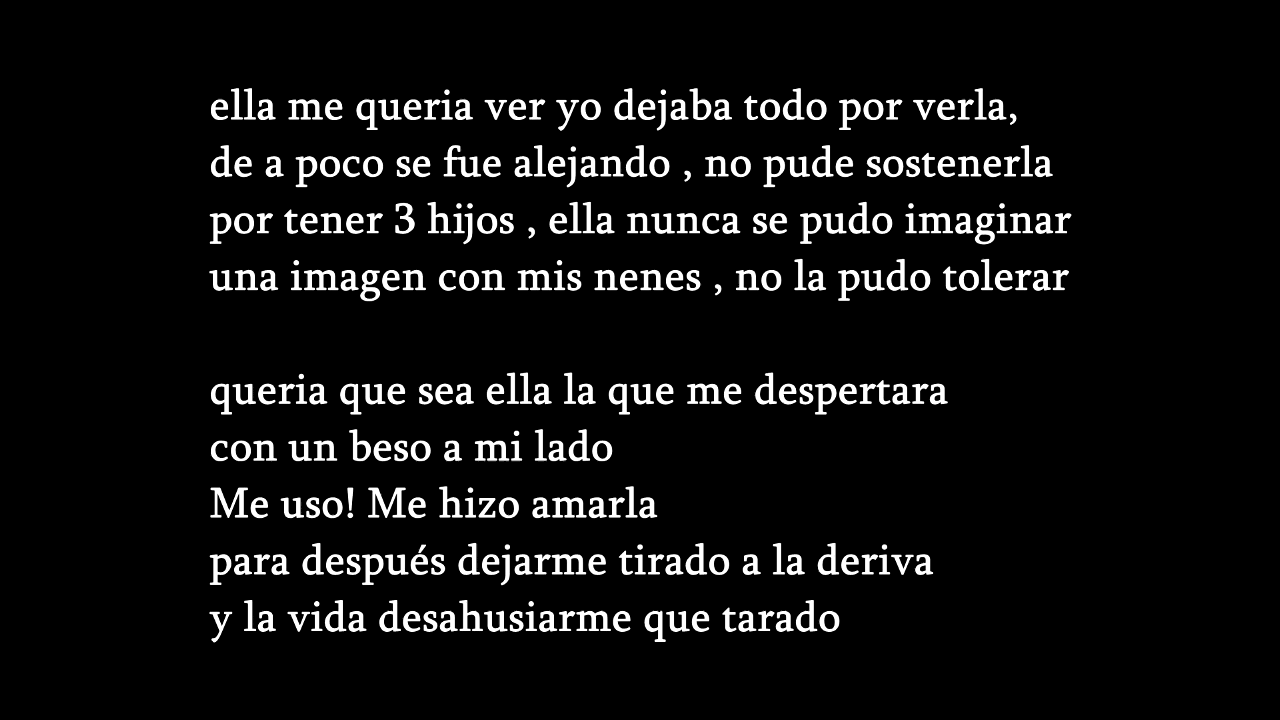 ella me queria ver yo dejaba todo por verla,
de a poco se fue alejando , no pude sostenerla
por tener 3 hijos , ella nunca se pudo imaginar
una imagen con mis nenes , no la pudo tolerar
queria que sea ella la que me despertara
con un beso a mi lado
Me uso! Me hizo amarla
para después dejarme tirado a la deriva
y la vida desahusiarme que tarado